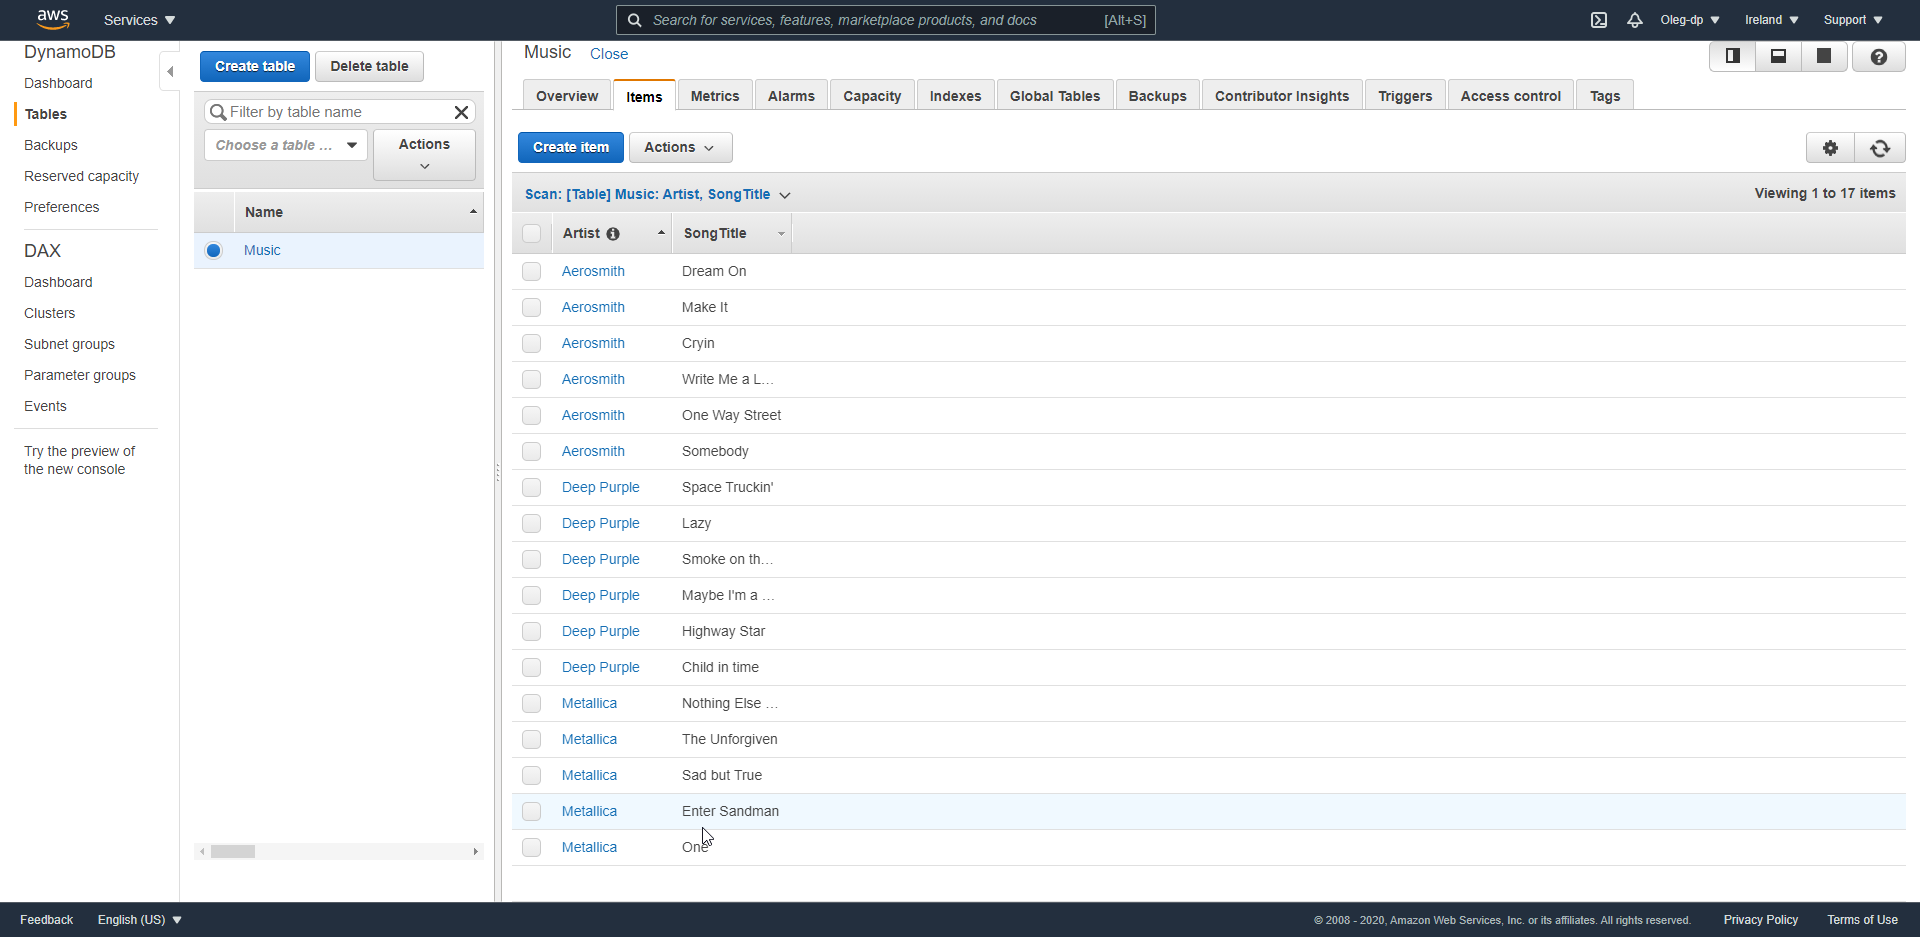 aws
Services
Search for services, features, marketplace products, and docs [Alt+S]
Oleg-dp
Ireland
Support
DynamoDB
Dashboard
Tables
Backups
Reserved capacity
Preferences
DAX
Dashboard
Clusters
Subnet groups
Parameter groups
Events
Try the preview of
the new console
Create table
Delete table
Filter by table name
Choose a table ...
Actions
Name
Music
Music Close
Overview
Items
Metrics
Alarms
Capacity
Indexes
Global Tables
Backups
Contributor Insights
Triggers
Access control
Tags
Create item
Actions
Scan: [Table] Music: Artist, SongTitle
Viewing 1 to 17 items
Artist SongTitle
Aerosmith Dream On
Aerosmith Make It
Aerosmith Cryin
Aerosmith Write Me a L...
Aerosmith One Way Street
Aerosmith Somebody
Deep Purple Space Truckin'
Deep Purple Lazy
Deep Purple Smoke on th...
Deep Purple Maybe I'm a ...
Deep Purple Highway Star
Deep Purple Child in time
Metallica Nothing Else ...
Metallica The Unforgiven
Metallica Sad but True
Metallica Enter Sandman
Metallica One
Feedback
English (US)
© 2008 - 2020, Amazon Web Services, Inc. or its affiliates. All rights reserved.
Privacy Policy
Terms of Use